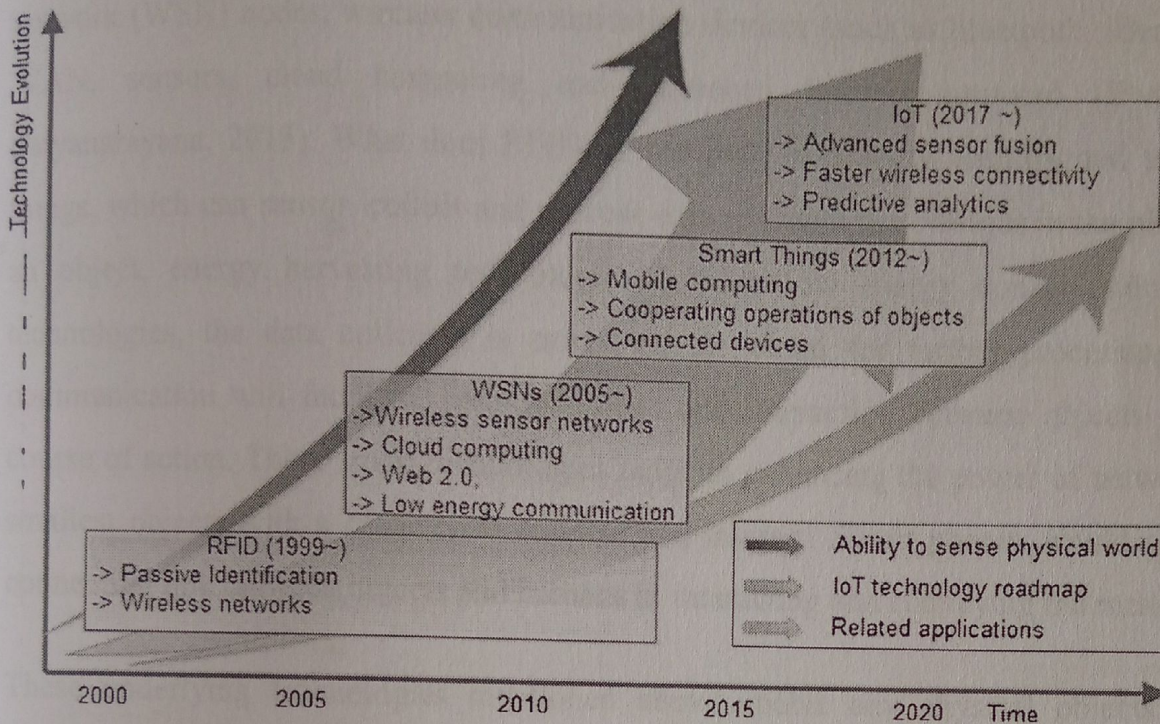 Technology Evolution
IoT (2017 ~)
-> Advanced sensor fusion
-> Faster wireless connectivity
-> Predictive analytics
Smart Things (2012~)
-> Mobile computing
-> Cooperating operations of objects
-> Connected devices
WSNs (2005~)
->Wireless sensor networks
-> Cloud computing
-> Web 2.0,
-> Low energy communication
RFID (1999~)
-> Passive Identification
-> Wireless networks
Ability to sense physical world
IoT technology roadmap
Related applications
2000 2005 2010 2015 2020 Time